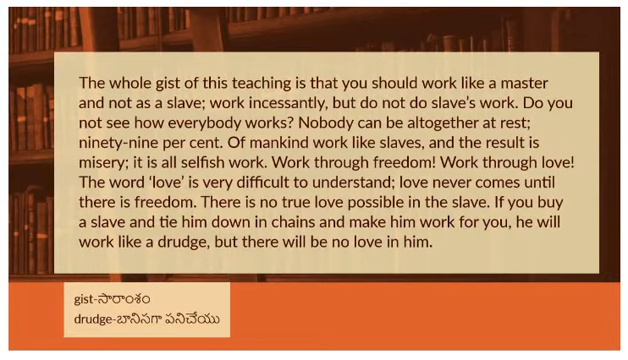 The whole gist of this teaching is that you should work like a master
and not as a slave; work incessantly, but do not do slave's work. Do you
not see how everybody works? Nobody can be altogether at rest;
ninety-nine per cent. Of mankind work like slaves, and the result is
misery; it is all selfish work. Work through freedom! Work through love!
The word 'love' is very difficult to understand; love never comes until
there is freedom. There is no true love possible in the slave. If you buy
a slave and tie him down in chains and make him work for you, he will
work like a drudge, but there will be no love in him.
gist-సారాంశం
drudge-బానిసగా పనిచేయు